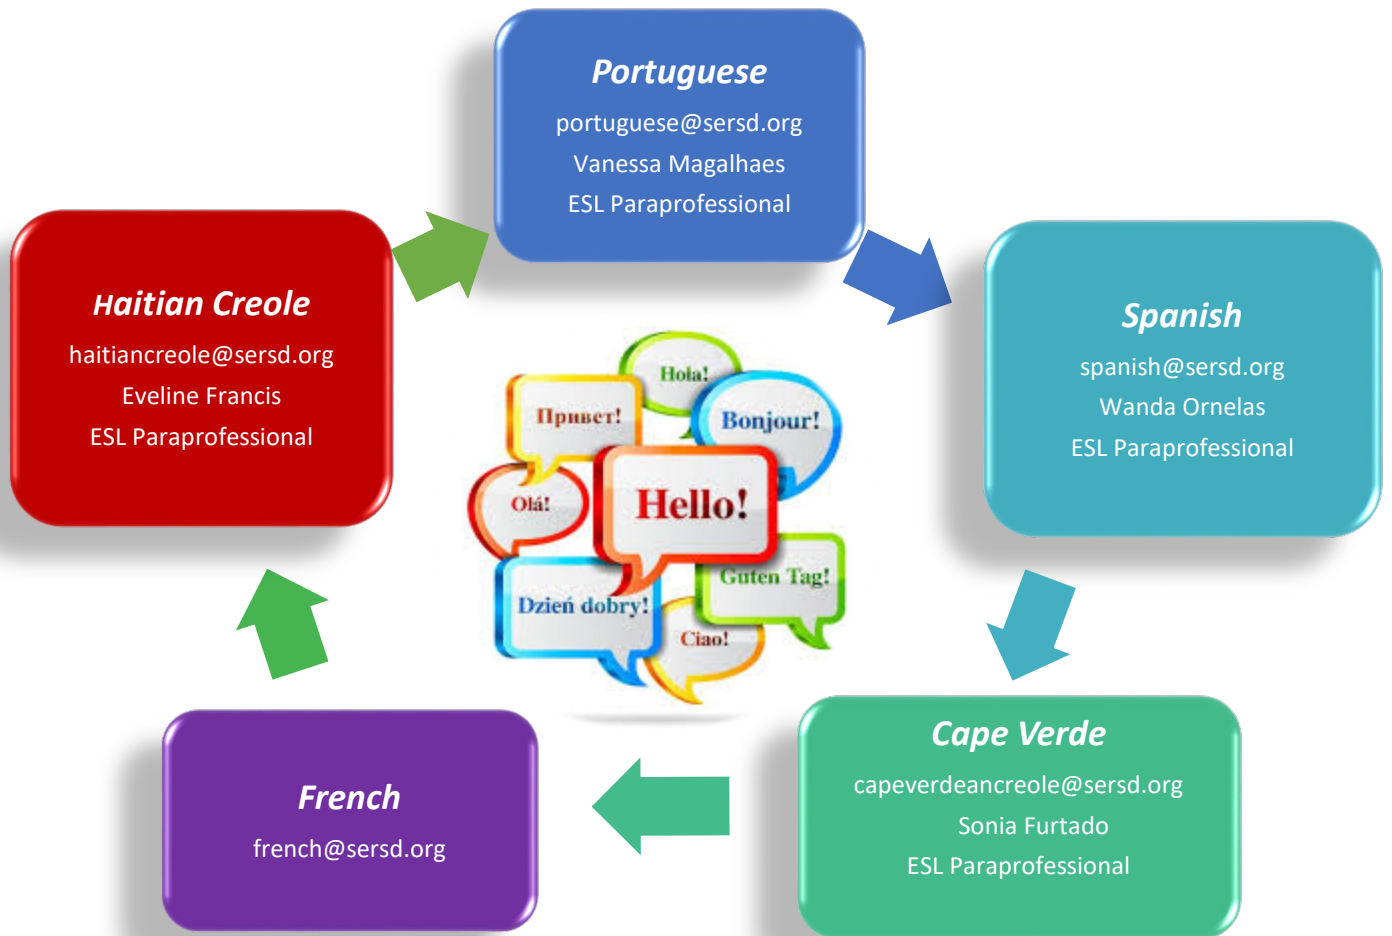 Portuguese
portuguese@sersd.org
Vanessa Magalhaes
ESL Paraprofessional
Haitian Creole
haitiancreole@sersd.org
Eveline Francis
ESL Paraprofessional
Spanish
spanish@sersd.org
Wanda Ornelas
ESL Paraprofessional
Hola!
Привет!
Bonjour!
Olá!
Hello!
Guten Tag!
Dzień dobry!
Ciao!
Cape Verde
capeverdeancreole@sersd.org
Sonia Furtado
ESL Paraprofessional
French
french@sersd.org